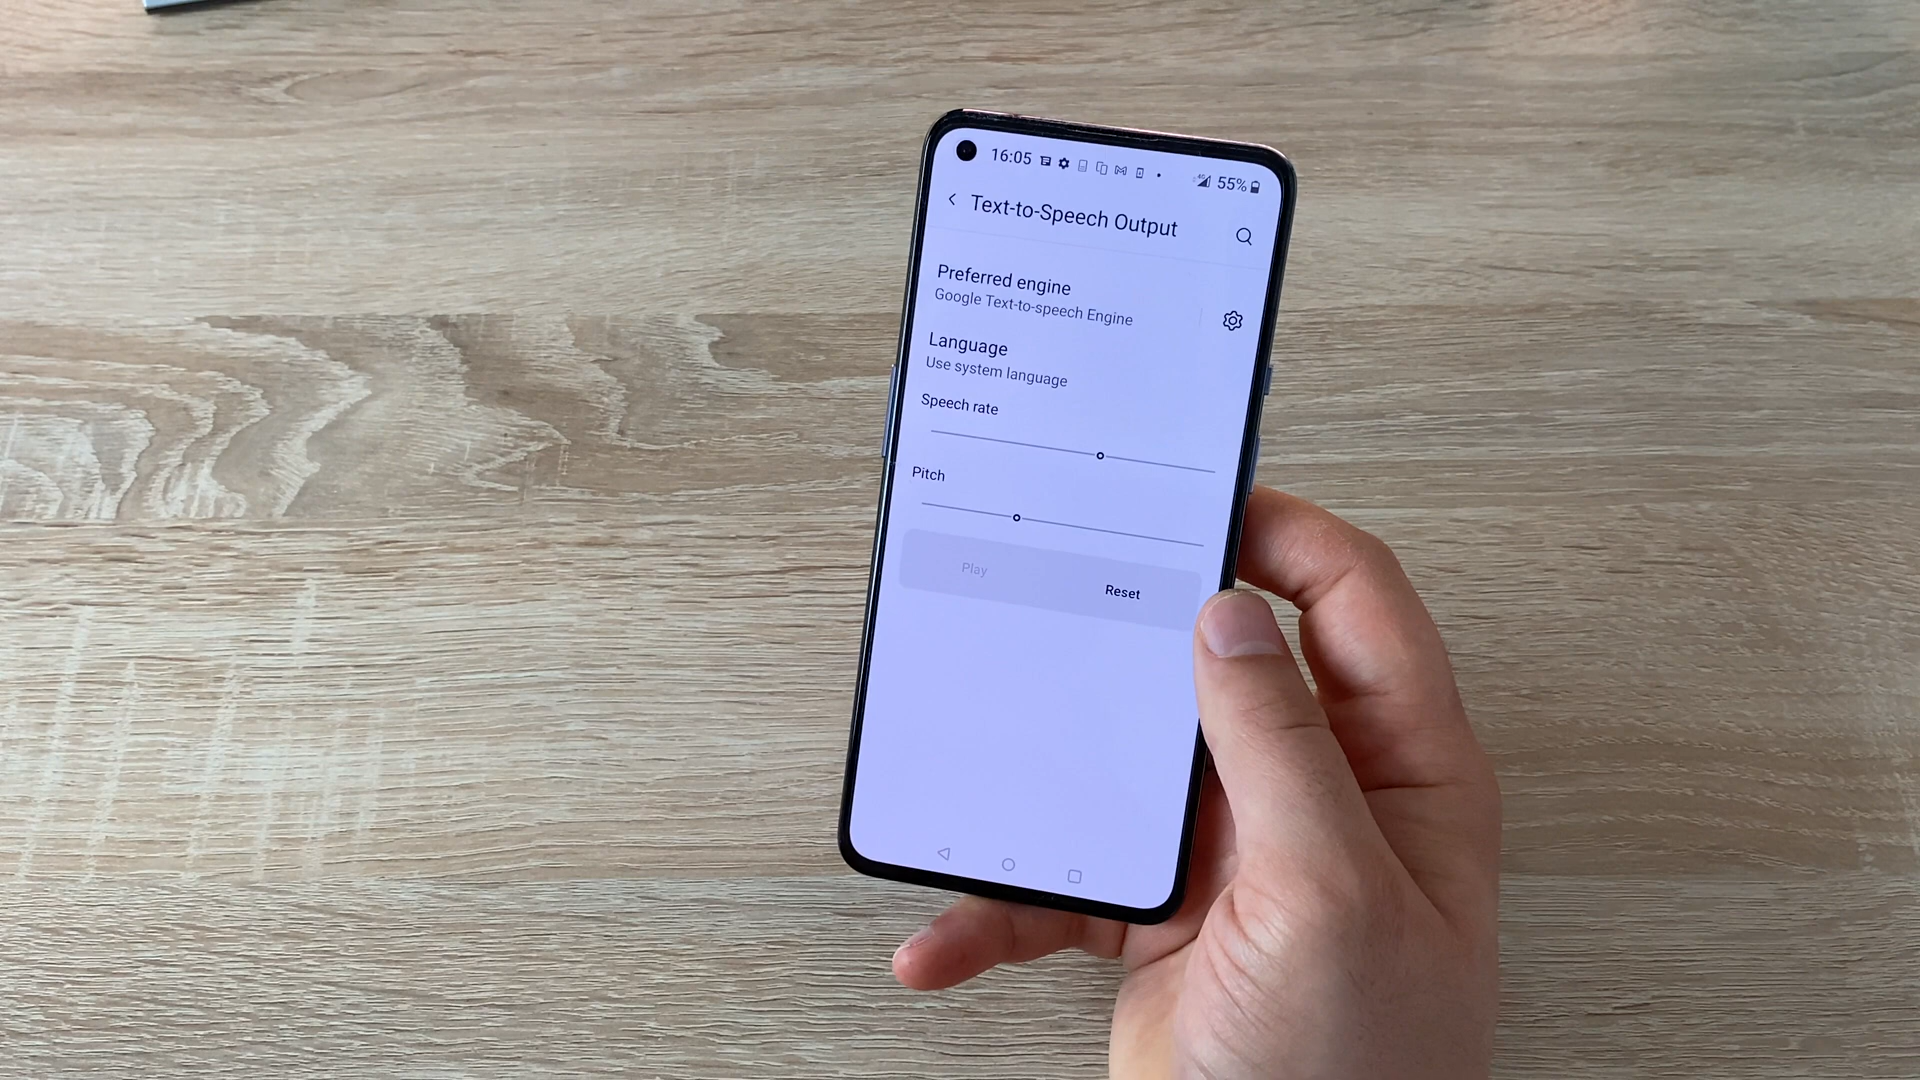 16:05 55%
Text-to-Speech Output
Preferred engine
Google Text-to-speech Engine
Language
Use system language
Speech rate
Pitch
Play Reset